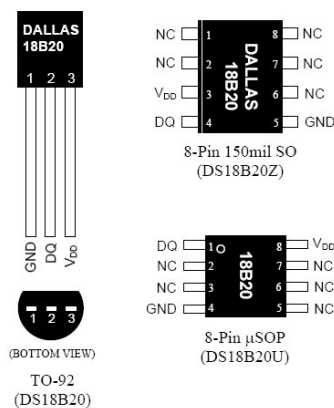 DALLAS
18B20
1 2 3
GND DQ VDD
1 2 3
(BOTTOM VIEW)
TO-92
(DS18B20)
NC 1 8 NC
NC 2 7 NC
VDD 3 6 NC
DQ 4 5 GND
DALLAS
18B20
8-Pin 150mil SO
(DS18B20Z)
DQ 1 8 VDD
NC 2 7 NC
NC 3 6 NC
GND 4 5 NC
18B20
8-Pin µSOP
(DS18B20U)